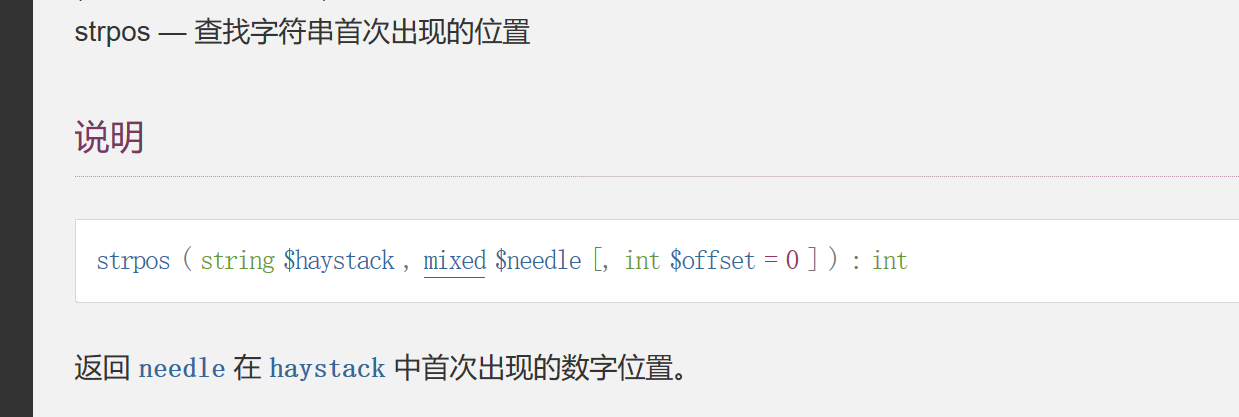 strpos — 查找字符串首次出现的位置
说明
strpos ( string $haystack , mixed $needle [, int $offset = 0 ] ) : int
返回 needle 在 haystack 中首次出现的数字位置。